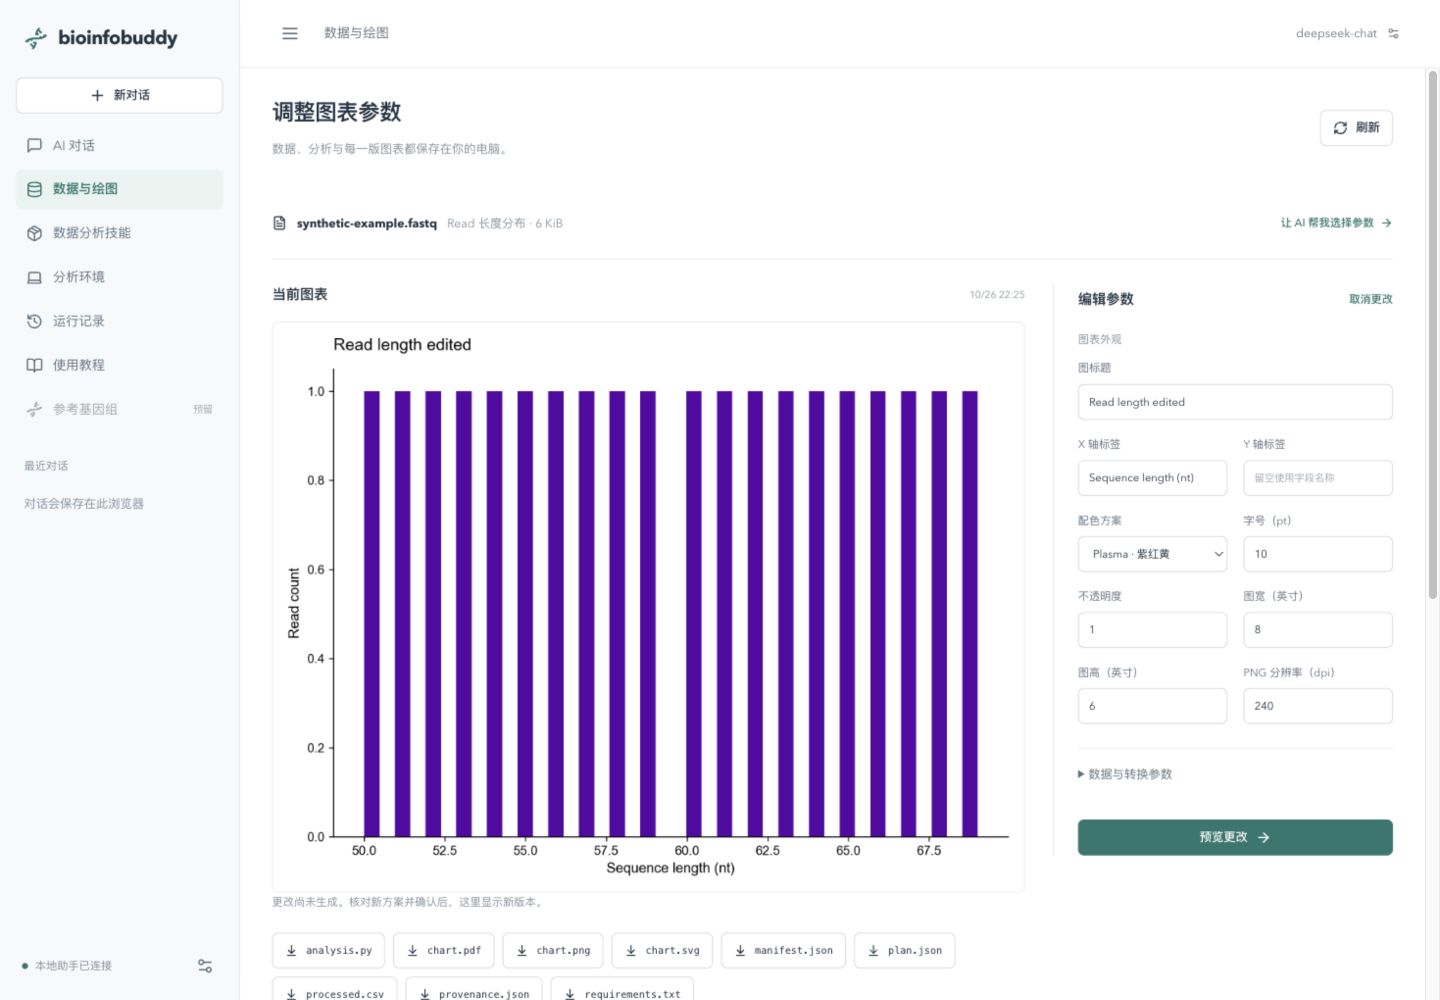 bioinfobuddy
新对话
AI 对话
数据与绘图
数据分析技能
分析环境
运行记录
使用教程
参考基因组 预留
最近对话
对话会保存在此浏览器
本地助手已连接
数据与绘图
deepseek-chat
调整图表参数
数据、分析与每一版图表都保存在你的电脑。
刷新
synthetic-example.fastq Read 长度分布 · 6 KiB
让 AI 帮我选择参数 →
当前图表
10/26 22:25
Read length edited
1.0
0.8
0.6
0.4
0.2
0.0
Read count
50.0 52.5 55.0 57.5 60.0 62.5 65.0 67.5
Sequence length (nt)
更改尚未生成。核对新方案并确认后，这里显示新版本。
analysis.py chart.pdf chart.png chart.svg manifest.json plan.json
processed.csv provenance.json requirements.txt
编辑参数 取消更改
图表外观
图标题
Read length edited
X 轴标签 Y 轴标签
Sequence length (nt) 留空使用字段名称
配色方案 字号（pt）
Plasma · 紫红黄 10
不透明度 图宽（英寸）
1 8
图高（英寸） PNG 分辨率（dpi）
6 240
数据与转换参数
预览更改 →